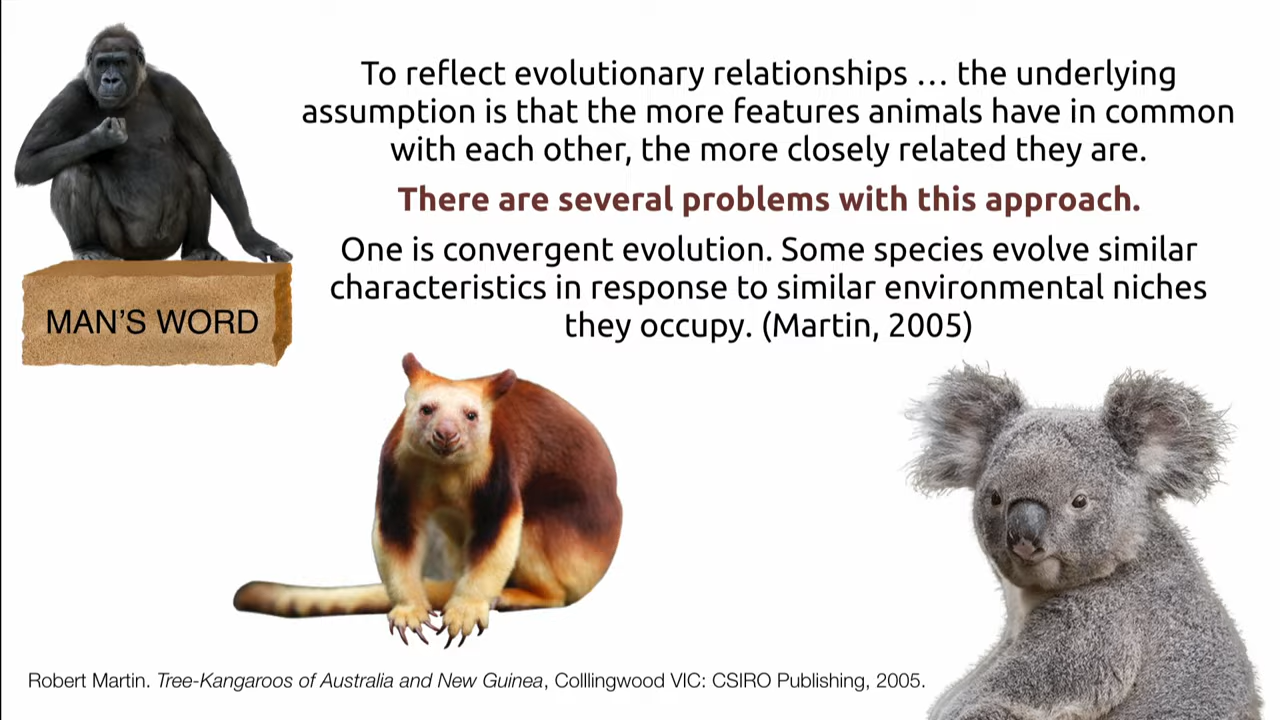 To reflect evolutionary relationships … the underlying
assumption is that the more features animals have in common
with each other, the more closely related they are.
There are several problems with this approach.
One is convergent evolution. Some species evolve similar
characteristics in response to similar environmental niches
they occupy. (Martin, 2005)
MAN'S WORD
Robert Martin. Tree-Kangaroos of Australia and New Guinea, Colllingwood VIC: CSIRO Publishing, 2005.